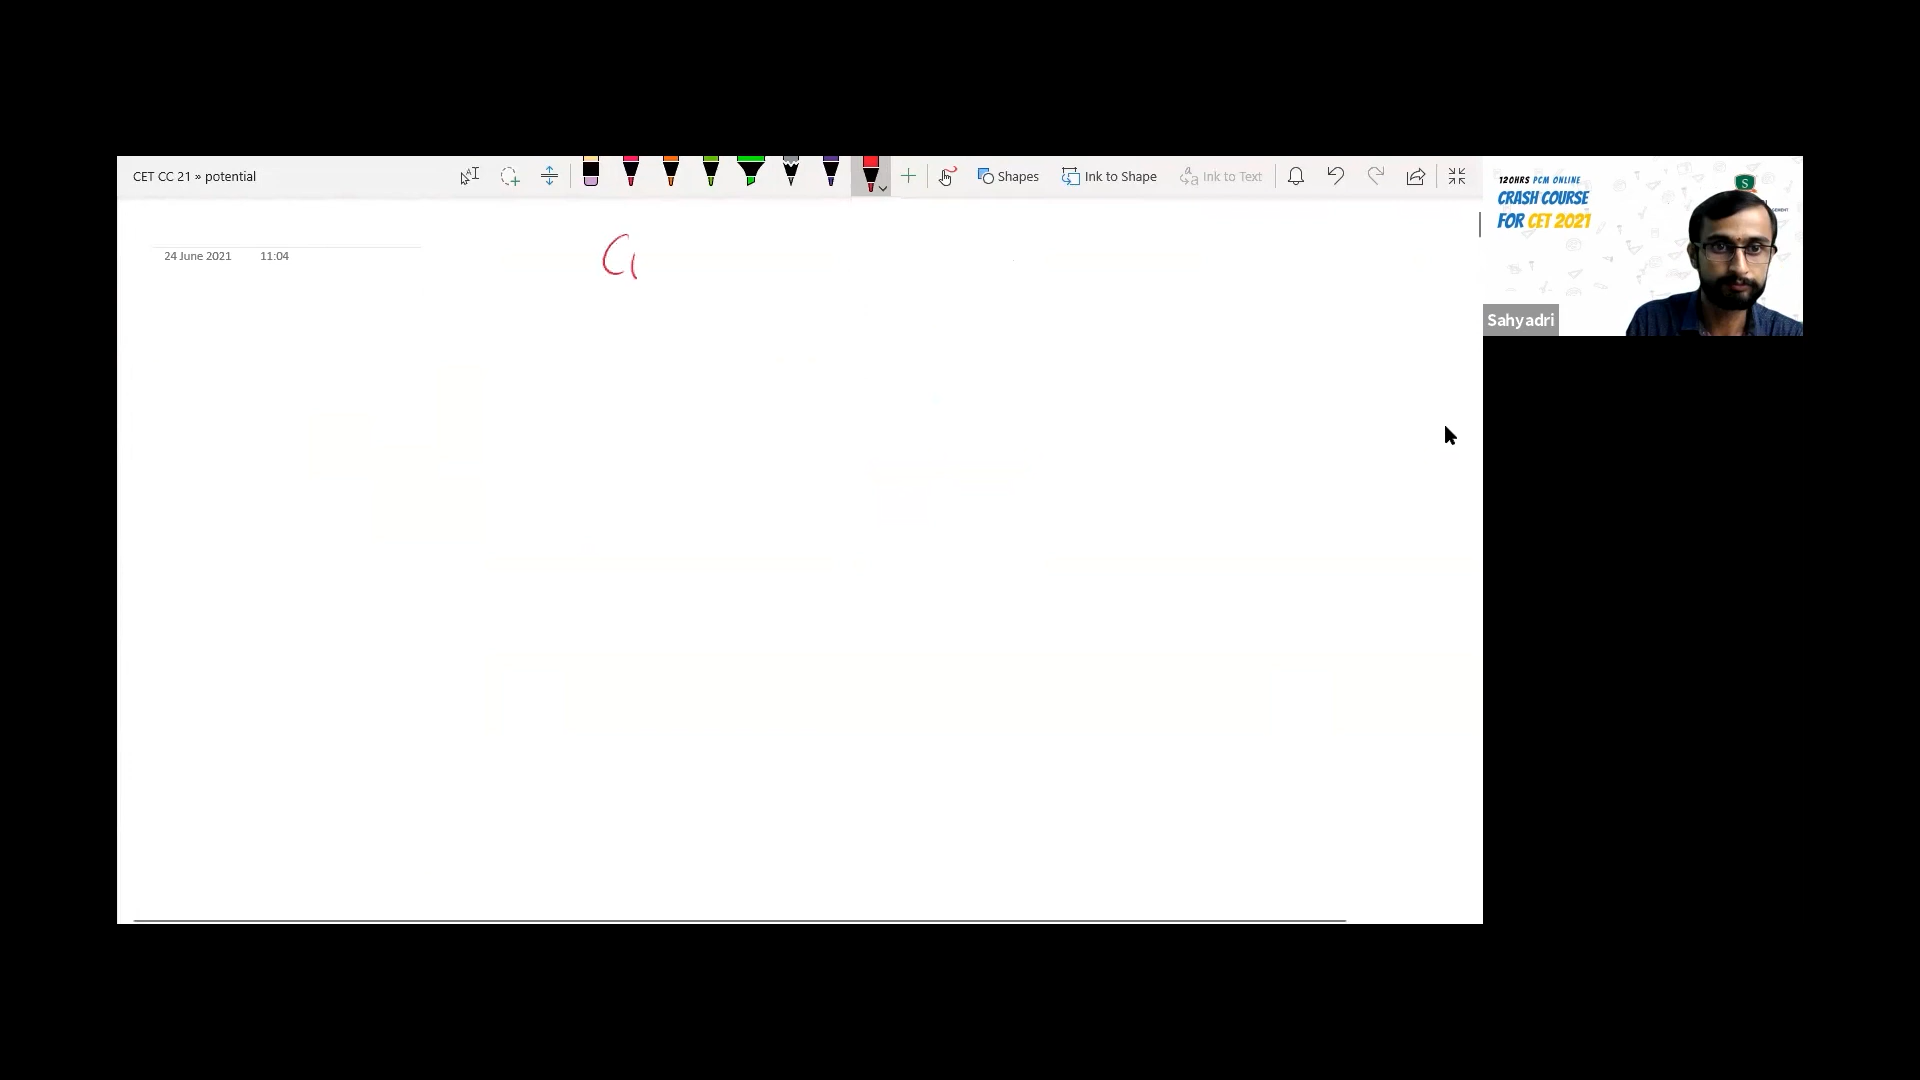 CET CC 21 » potential
Shapes
Ink to Shape
Ink to Text
24 June 2021 11:04
120HRS PCM ONLINE
CRASH COURSE
FOR CET 2021
S
Sahyadri